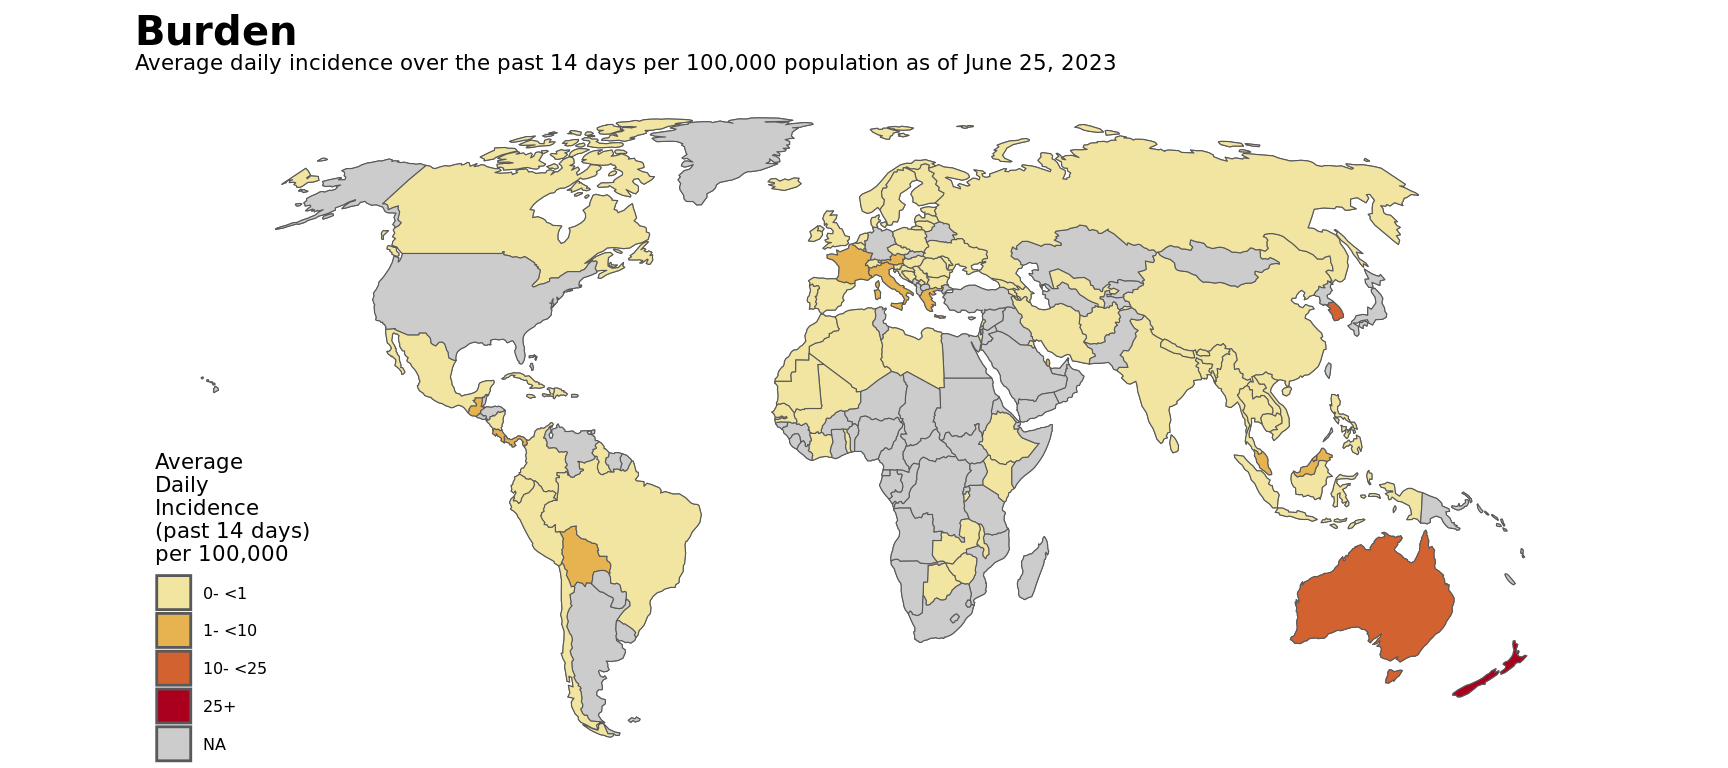 Burden
Average daily incidence over the past 14 days per 100,000 population as of June 25, 2023
Average
Daily
Incidence
(past 14 days)
per 100,000
0- <1
1- <10
10- <25
25+
NA